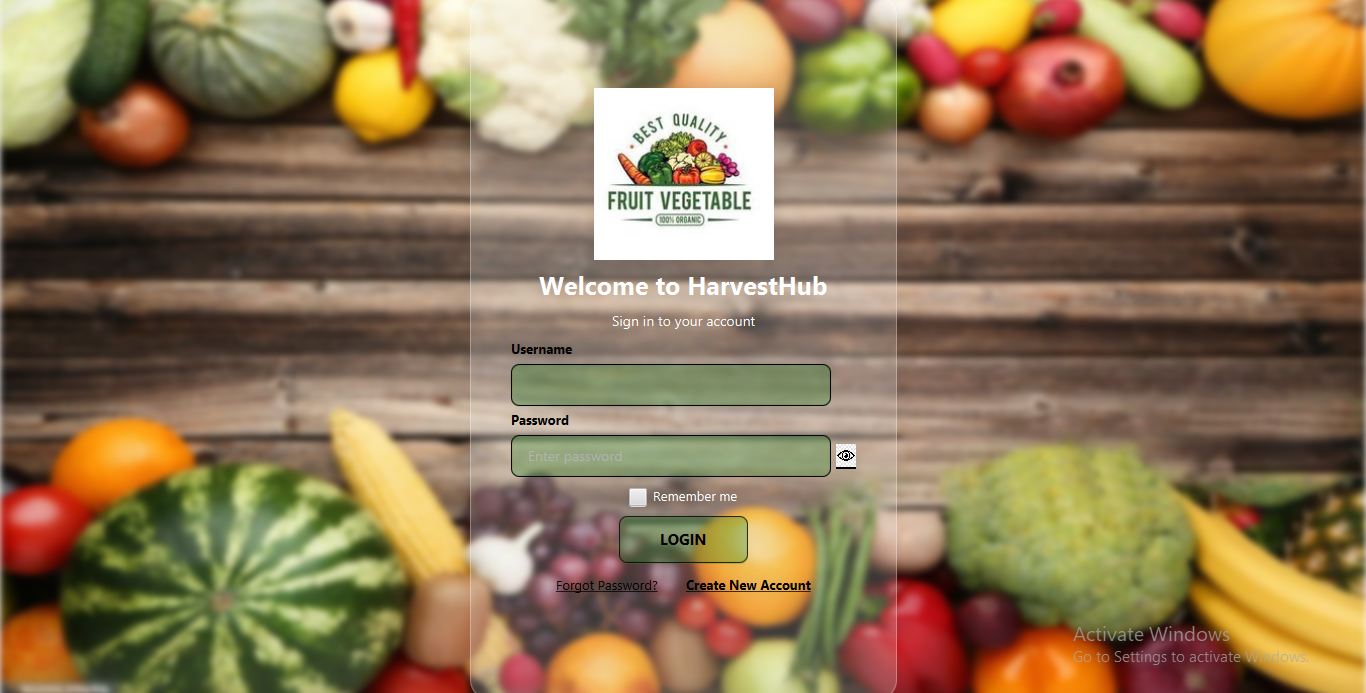 BEST QUALITY
FRUIT VEGETABLE
100% ORGANIC
Welcome to HarvestHub
Sign in to your account
Username
Password
Enter password
Remember me
LOGIN
Forgot Password? Create New Account
Activate Windows
Go to Settings to activate Windows.